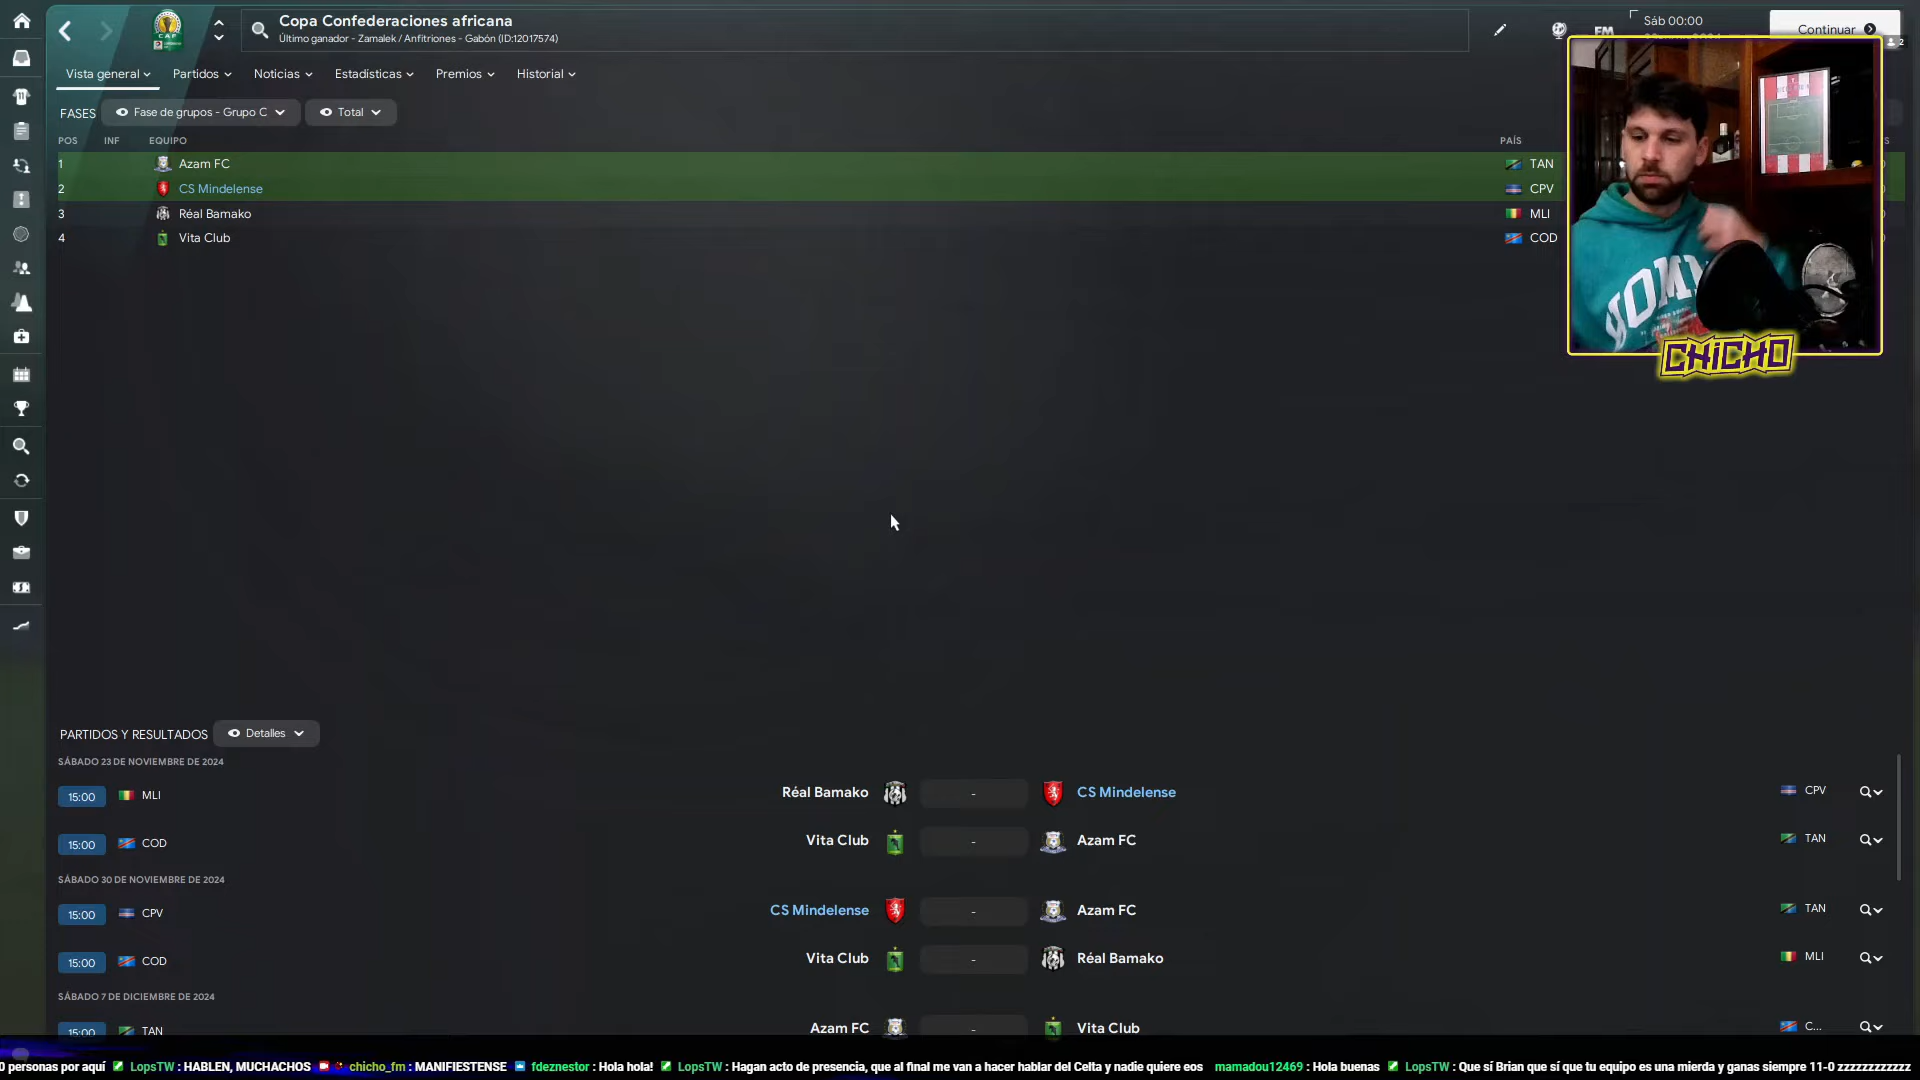 Copa Confederaciones africana
Último ganador - Zamalek / Anfitriones - Gabón (ID:12017574)
Sáb 00:00
Continuar
FM
2
Vista general
Partidos
Noticias
Estadísticas
Premios
Historial
FASES
Fase de grupos - Grupo C
Total
POS INF EQUIPO PAÍS
1 Azam FC TAN
2 CS Mindelense CPV
3 Réal Bamako MLI
4 Vita Club COD
CHICHO
PARTIDOS Y RESULTADOS
Detalles
SÁBADO 23 DE NOVIEMBRE DE 2024
15:00 MLI Réal Bamako - CS Mindelense CPV
15:00 COD Vita Club - Azam FC TAN
SÁBADO 30 DE NOVIEMBRE DE 2024
15:00 CPV CS Mindelense - Azam FC TAN
15:00 COD Vita Club - Réal Bamako MLI
SÁBADO 7 DE DICIEMBRE DE 2024
15:00 TAN Azam FC - Vita Club C...
0 personas por aquí LopsTW : HABLEN, MUCHACHOS chicho_fm : MANIFIESTENSE fdeznestor : Hola hola! LopsTW : Hagan acto de presencia, que al final me van a hacer hablar del Celta y nadie quiere eos mamadou12469 : Hola buenas LopsTW : Que sí Brian que sí que tu equipo es una mierda y ganas siempre 11-0 zzzzzzzzzzzz